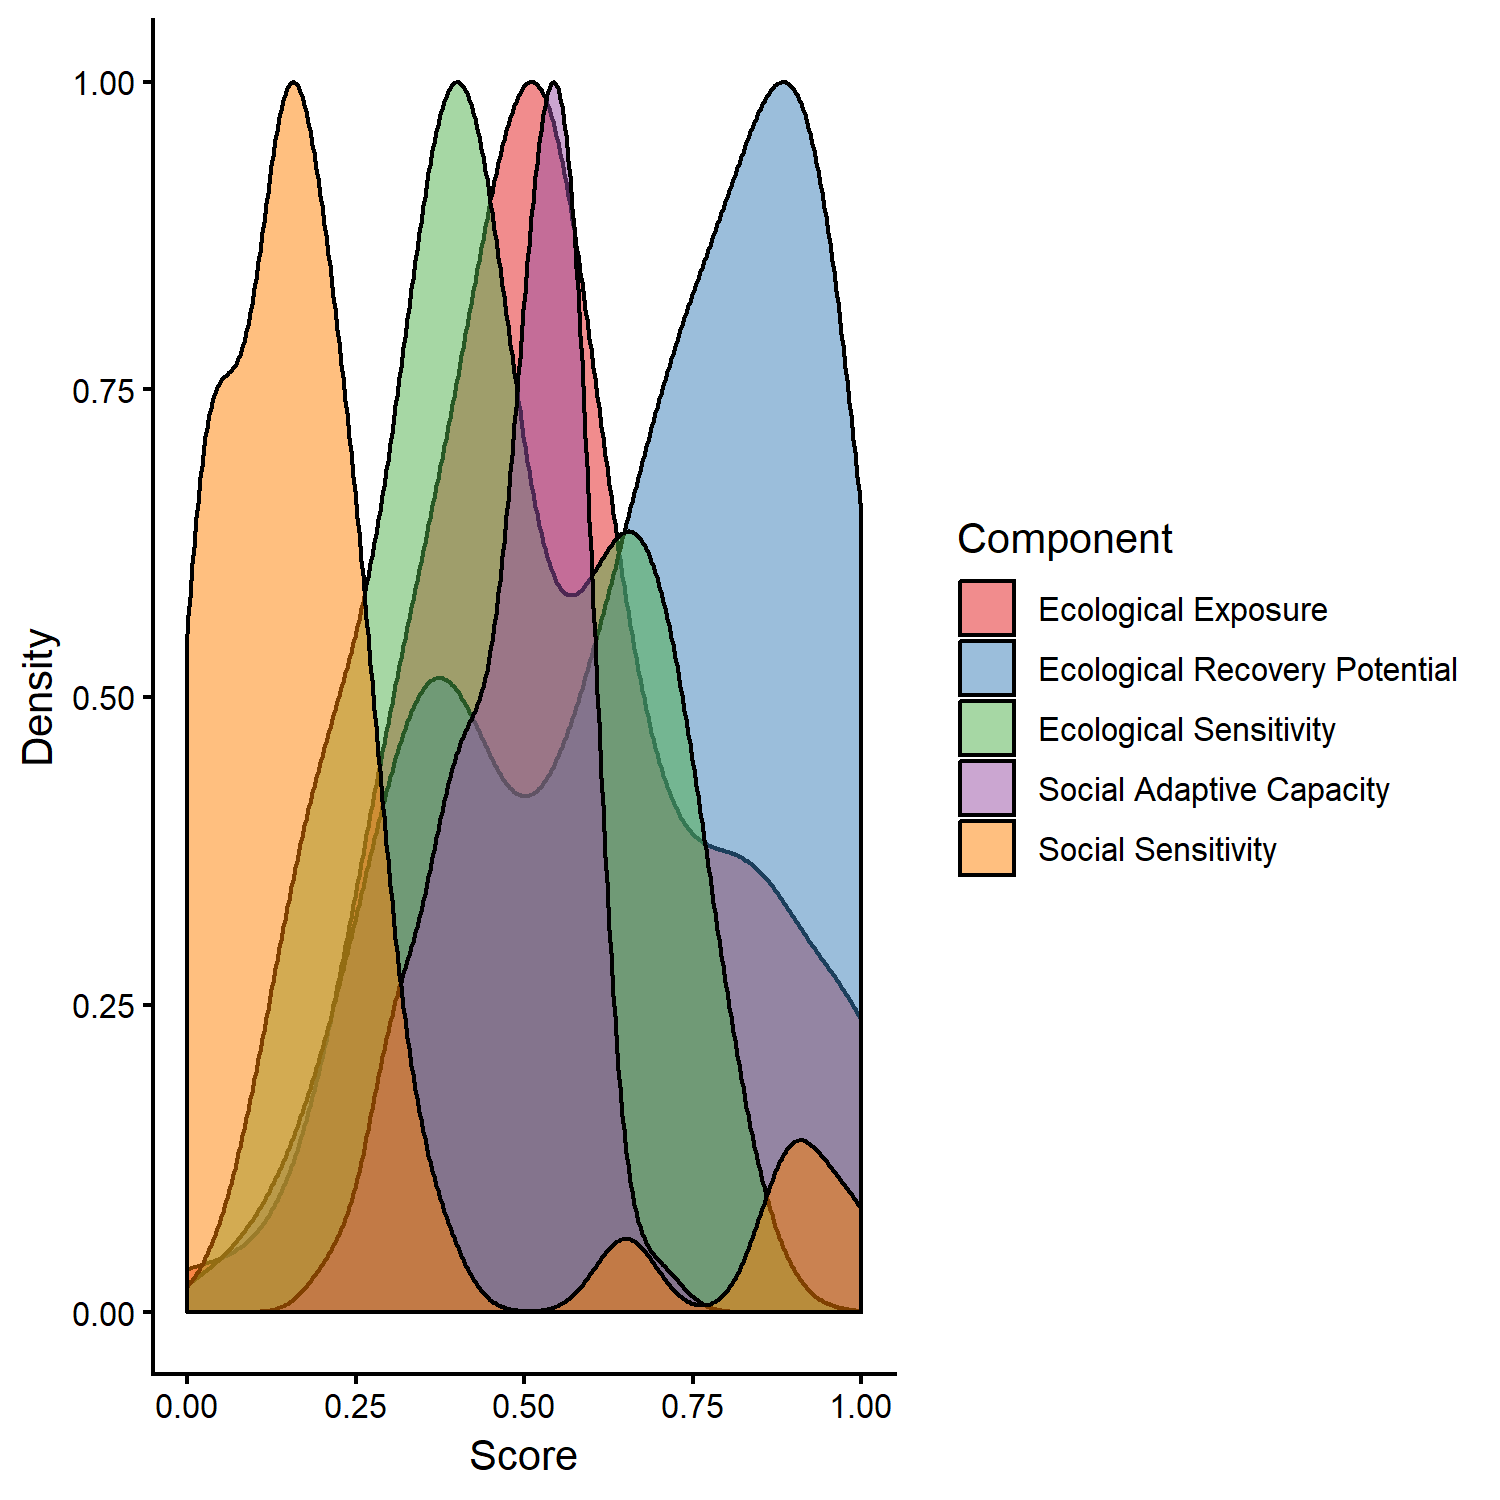 1.00
0.75
0.50
0.25
0.00
Density
0.00 0.25 0.50 0.75 1.00
Score
Component
Ecological Exposure
Ecological Recovery Potential
Ecological Sensitivity
Social Adaptive Capacity
Social Sensitivity